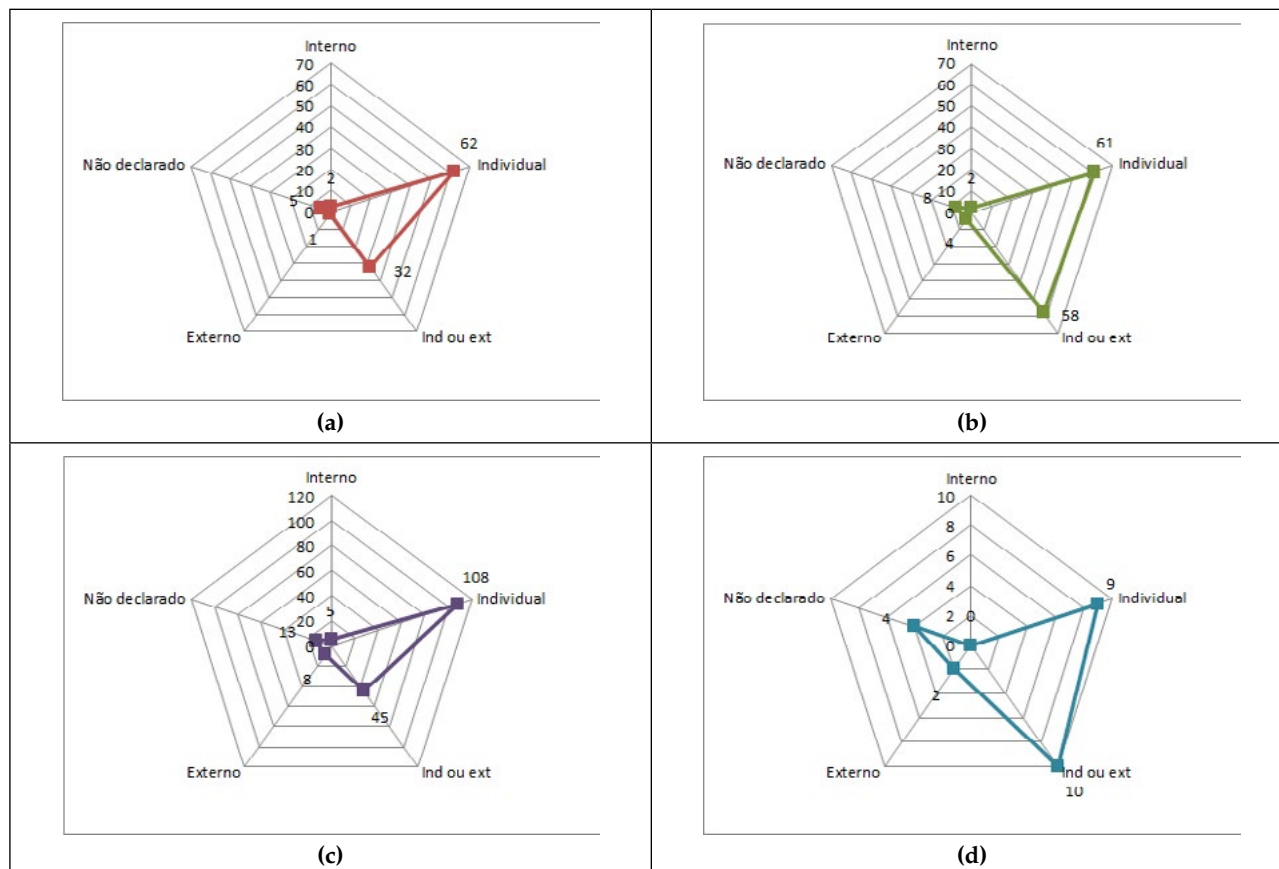 Interno
70
60
50
40
30
20
10
0
62
Individual
Não declarado
2
5
1
32
Externo
Ind ou ext
(a)
Interno
70
60
50
40
30
20
10
0
61
Individual
Não declarado
2
8
4
58
Externo
Ind ou ext
(b)
Interno
120
100
80
60
40
20
0
108
Individual
Não declarado
5
13
8
45
Externo
Ind ou ext
(c)
Interno
10
8
6
4
2
0
9
Individual
Não declarado
0
4
2
Externo
Ind ou ext
10
(d)